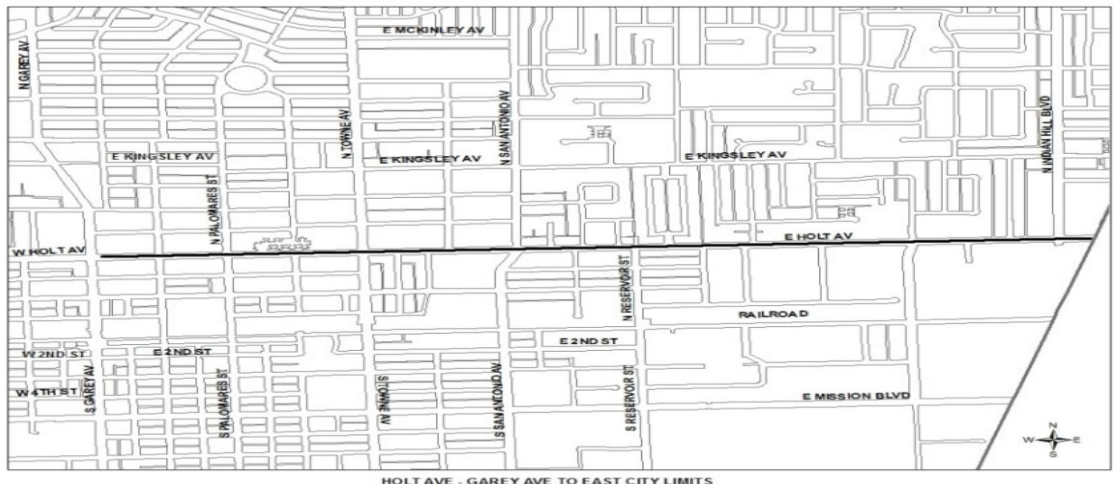 E MCKINLEY AV
N GAREY AV
N TOWNE AV
N SAN ANTONIO AV
N INDIAN HILL BLVD
E KINGSLEY AV
E KINGSLEY AV
E KINGSLEY AV
N PALOMARES ST
W HOLT AV
E HOLT AV
N RESERVOIR ST
RAILROAD
W 2ND ST
E 2ND ST
E 2ND ST
W 4TH ST
S GAREY AV
S PALOMARES ST
S TOWNE AV
S SAN ANTONIO AV
S RESERVOIR ST
E MISSION BLVD
N
W E
S
HOLT AVE - GAREY AVE TO EAST CITY LIMITS